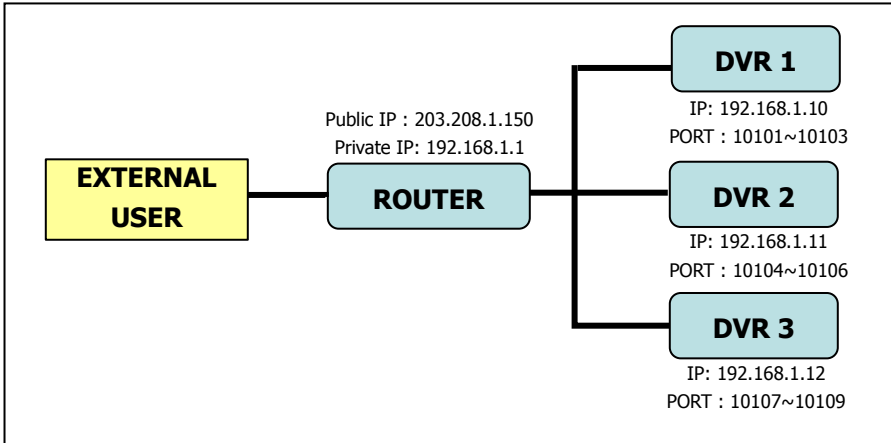 DVR 1
IP: 192.168.1.10
PORT : 10101~10103
Public IP : 203.208.1.150
Private IP: 192.168.1.1
EXTERNAL
USER
ROUTER
DVR 2
IP: 192.168.1.11
PORT : 10104~10106
DVR 3
IP: 192.168.1.12
PORT : 10107~10109